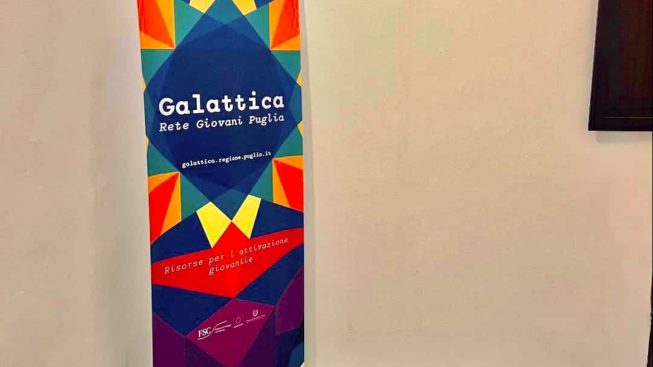 Galattica
Rete Giovani Puglia
galattica.regione.puglia.it
Risorse per l'attivazione
giovanile
FSC